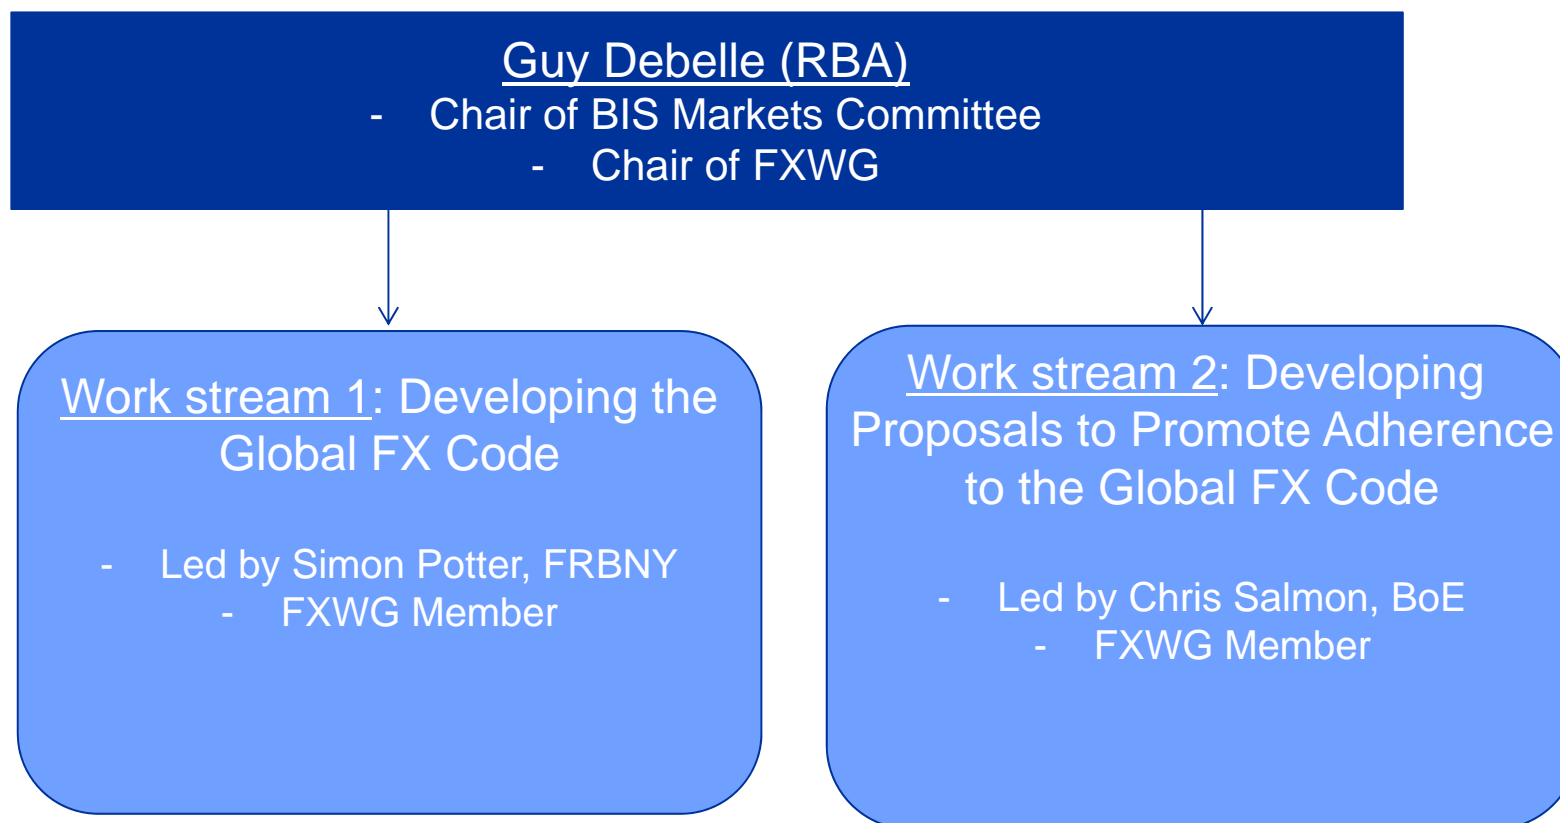 Guy Debelle (RBA)
- Chair of BIS Markets Committee
- Chair of FXWG
Work stream 1: Developing the
Global FX Code
- Led by Simon Potter, FRBNY
- FXWG Member
Work stream 2: Developing
Proposals to Promote Adherence
to the Global FX Code
- Led by Chris Salmon, BoE
- FXWG Member